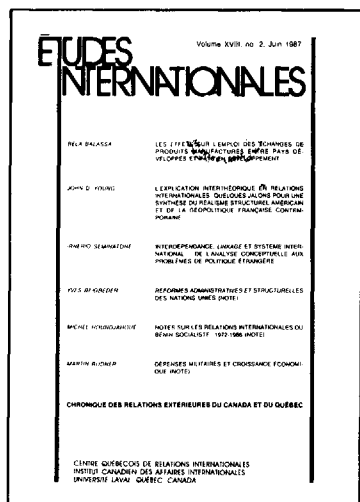 Volume XVIII, no 2, Juin 1987
ÉTUDES
INTERNATIONALES
BELA BALASSA
LES EFFETS SUR L'EMPLOI DES ÉCHANGES DE
PRODUITS MANUFACTURÉS ENTRE PAYS DÉ-
VELOPPÉS ET EN DÉVELOPPEMENT
JOHN D. YOUNG
L'EXPLICATION INTERTHÉORIQUE EN RELATIONS
INTERNATIONALES: QUELQUES JALONS POUR UNE
SYNTHÈSE DU RÉALISME STRUCTUREL AMÉRICAIN
ET DE LA GÉOPOLITIQUE FRANÇAISE CONTEM-
PORAINE
IRNERIO SEMINATORE
INTERDÉPENDANCE, LINKAGE ET SYSTÈME INTER-
NATIONAL DE L'ANALYSE CONCEPTUELLE AUX
PROBLÈMES DE POLITIQUE ÉTRANGÈRE
YVES BEIGBEDER
RÉFORMES ADMINISTRATIVES ET STRUCTURELLES
DES NATIONS UNIES (NOTE)
MICHEL HOUNDJAHOUÉ
NOTES SUR LES RELATIONS INTERNATIONALES DU
BÉNIN SOCIALISTE 1972-1986 (NOTE)
MARTIN RUDNER
DÉPENSES MILITAIRES ET CROISSANCE ÉCONOMI-
QUE (NOTE)
CHRONIQUE DES RELATIONS EXTÉRIEURES DU CANADA ET DU QUÉBEC
CENTRE QUÉBÉCOIS DE RELATIONS INTERNATIONALES
INSTITUT CANADIEN DES AFFAIRES INTERNATIONALES
UNIVERSITÉ LAVAL QUÉBEC CANADA